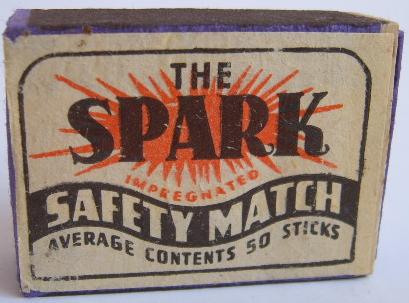 THE
SPARK
IMPREGNATED
SAFETY MATCH
AVERAGE CONTENTS 50 STICKS